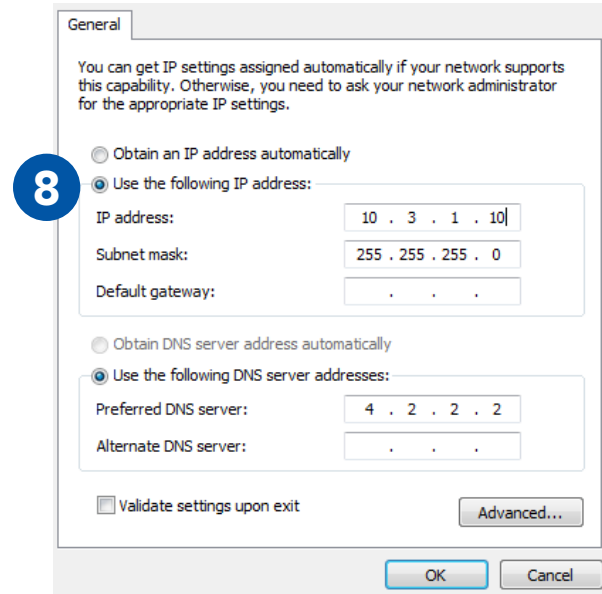 General
You can get IP settings assigned automatically if your network supports
this capability. Otherwise, you need to ask your network administrator
for the appropriate IP settings.
Obtain an IP address automatically
8
Use the following IP address:
IP address: 10 . 3 . 1 . 10
Subnet mask: 255 . 255 . 255 . 0
Default gateway: . . .
Obtain DNS server address automatically
Use the following DNS server addresses:
Preferred DNS server: 4 . 2 . 2 . 2
Alternate DNS server: . . .
Validate settings upon exit
Advanced...
OK Cancel